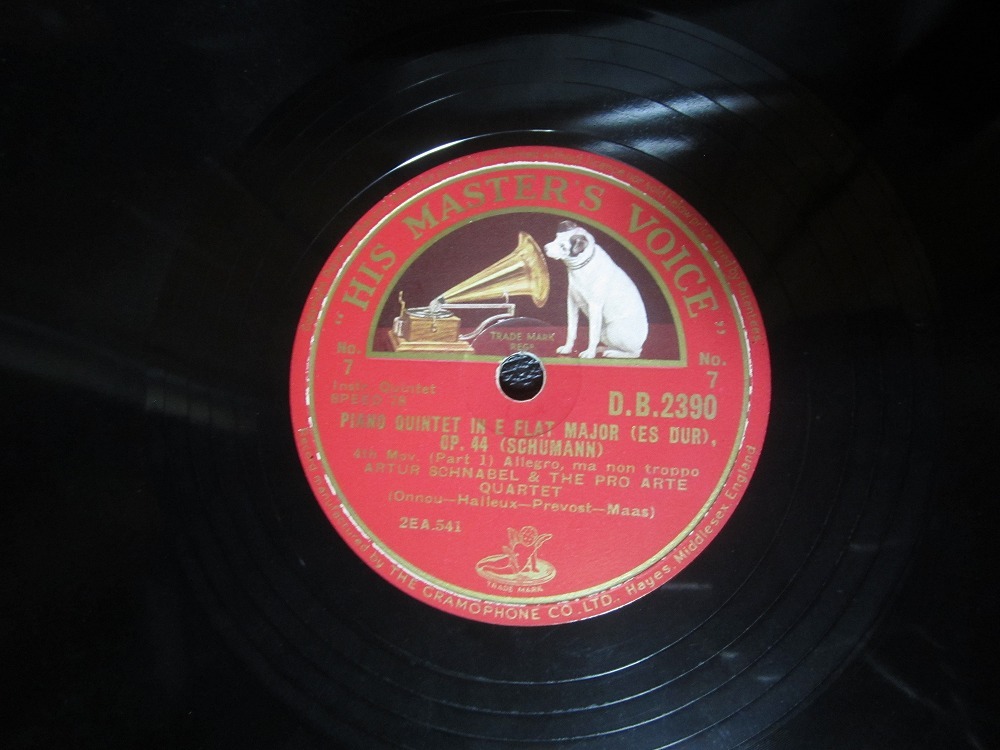 "HIS MASTER'S VOICE"
TRADE MARK
REGD
No.
7
No.
7
Instr. Quintet
SPEED 78
D.B.2390
PIANO QUINTET IN E FLAT MAJOR (ES DUR),
OP. 44 (SCHUMANN)
4th Mov. (Part 1) Allegro, ma non troppo
ARTUR SCHNABEL & THE PRO ARTE
QUARTET
(Onnou—Halleux—Prevost—Maas)
2EA.541
TRADE MARK
manufactured by THE GRAMOPHONE CO.LTD. Hayes, Middlesex England